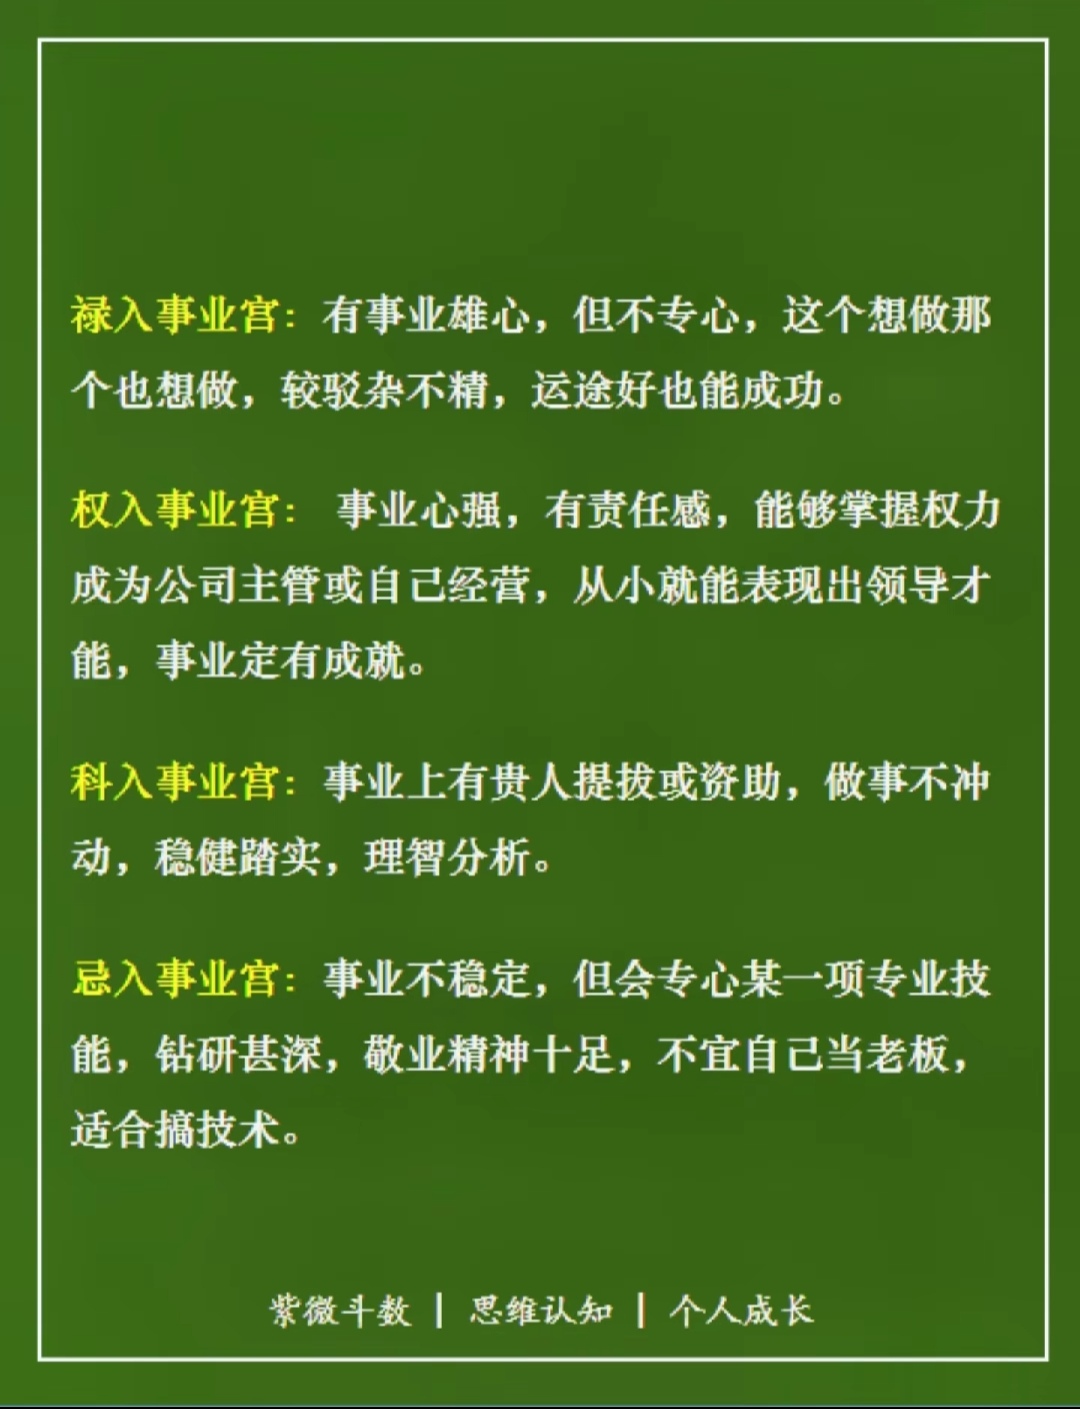 禄入事业宫：有事业雄心，但不专心，这个想做那
个也想做，较驳杂不精，运途好也能成功。
权入事业宫： 事业心强，有责任感，能够掌握权力
成为公司主管或自己经营，从小就能表现出领导才
能，事业定有成就。
科入事业宫：事业上有贵人提拔或资助，做事不冲
动，稳健踏实，理智分析。
忌入事业宫：事业不稳定，但会专心某一项专业技
能，钻研甚深，敬业精神十足，不宜自己当老板，
适合搞技术。
紫微斗数 | 思维认知 | 个人成长